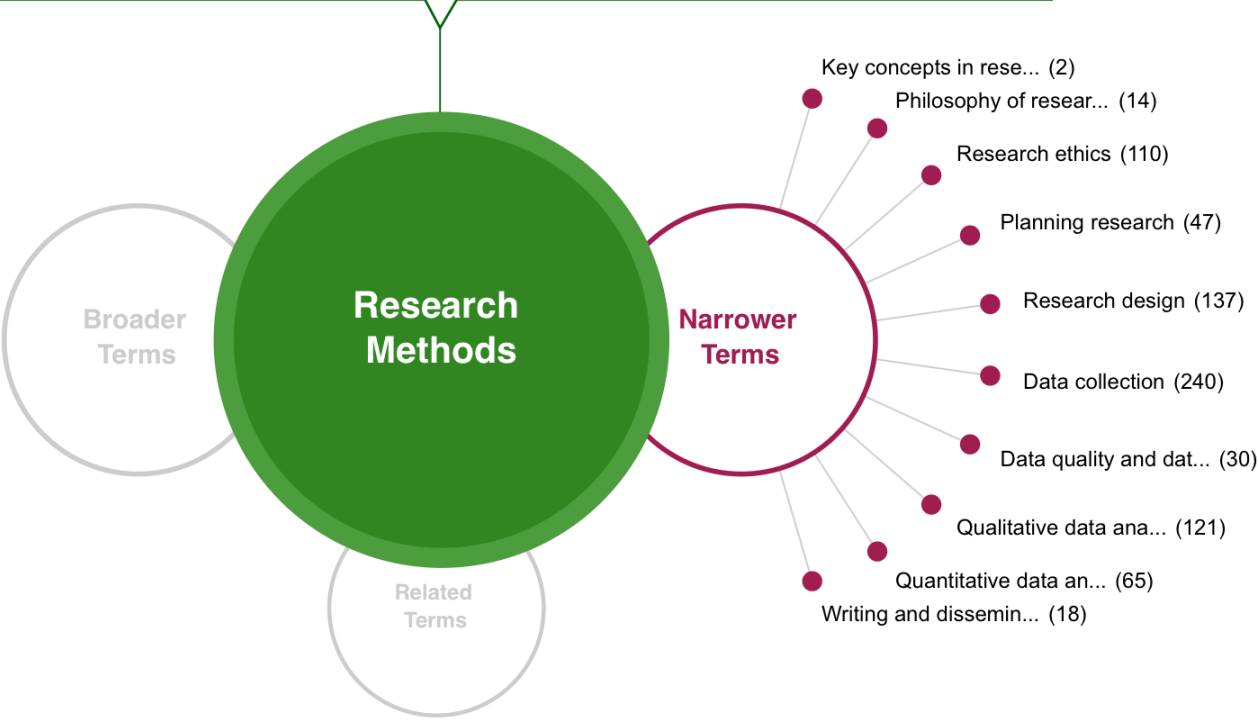 Key concepts in rese... (2)
Philosophy of resear... (14)
Research ethics (110)
Planning research (47)
Research design (137)
Data collection (240)
Data quality and dat... (30)
Qualitative data ana... (121)
Quantitative data an... (65)
Writing and dissemin... (18)
Broader
Terms
Research
Methods
Narrower
Terms
Related
Terms